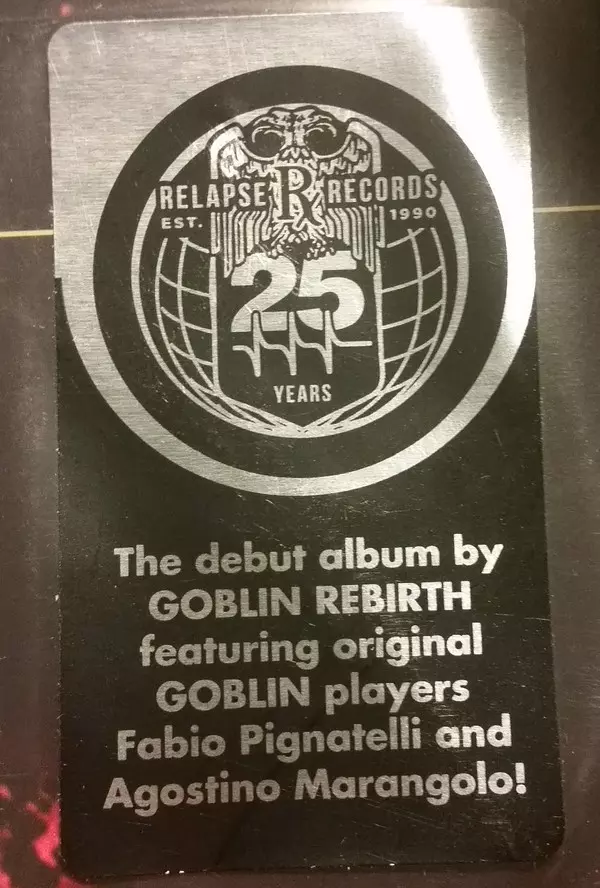 RELAPSE R RECORDS
EST. 1990
25
YEARS
The debut album by
GOBLIN REBIRTH
featuring original
GOBLIN players
Fabio Pignatelli and
Agostino Marangolo!